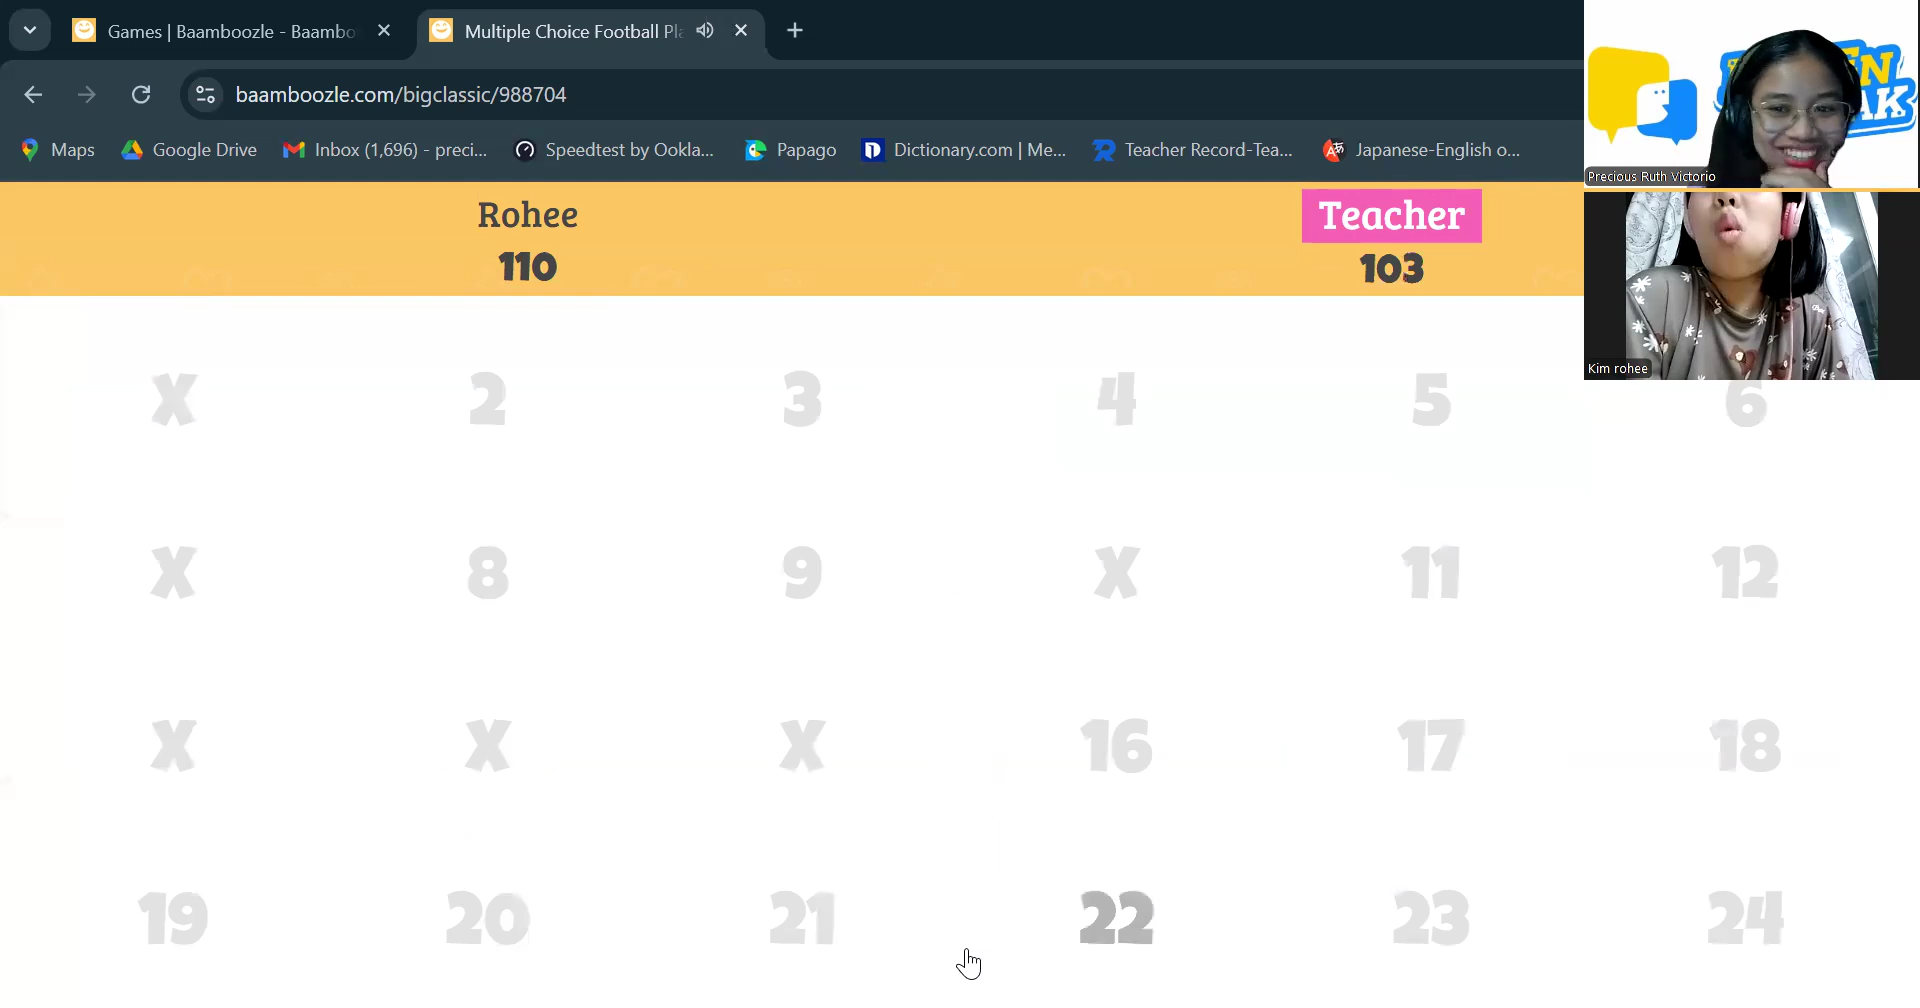 Games | Baamboozle - Baambo
Multiple Choice Football Pla
baamboozle.com/bigclassic/988704
Maps
Google Drive
Inbox (1,696) - preci...
Speedtest by Ookla...
Papago
Dictionary.com | Me...
Teacher Record-Tea...
Japanese-English o...
Precious Ruth Victorio
Kim rohee
Rohee
110
Teacher
103
X 2 3 4 5 6
X 8 9 X 11 12
X X X 16 17 18
19 20 21 22 23 24